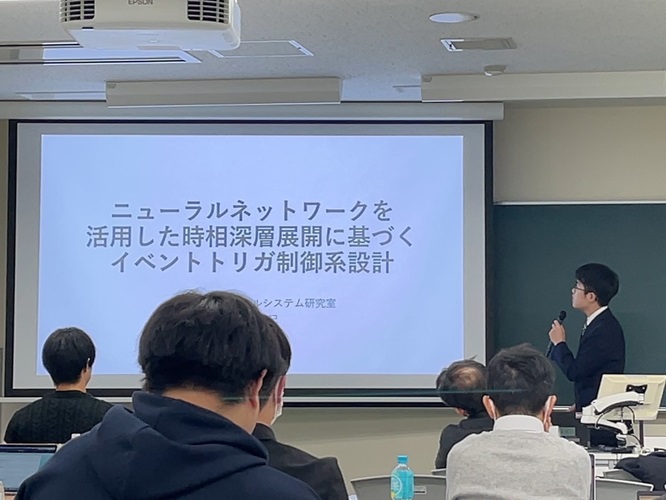 EPSON
ニューラルネットワークを
活用した時相深層展開に基づく
イベントトリガ制御系設計
ルシステム研究室